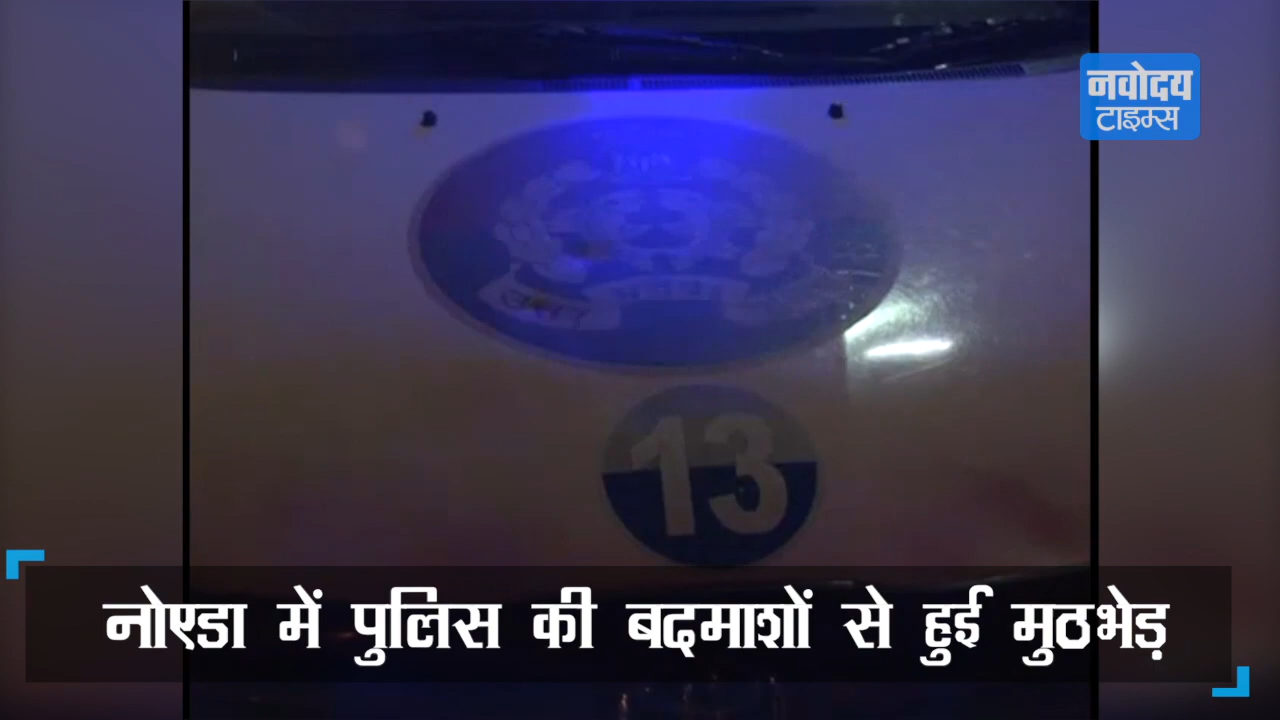 नवोदय
टाइम्स
13
नोएडा में पुलिस की बदमाशों से हुई मुठभेड़